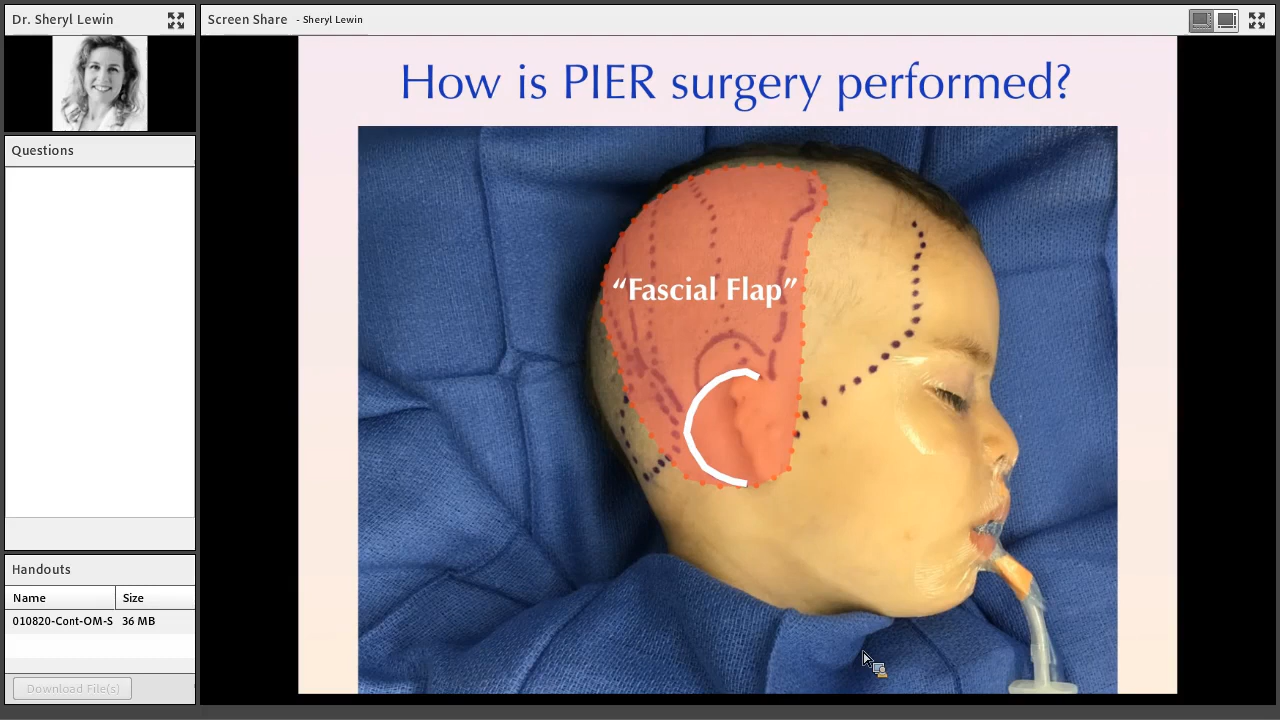 Dr. Sheryl Lewin
Screen Share - Sheryl Lewin
How is PIER surgery performed?
“Fascial Flap”
Questions
Handouts
Name Size
010820-Cont-OM-S 36 MB
Download File(s)